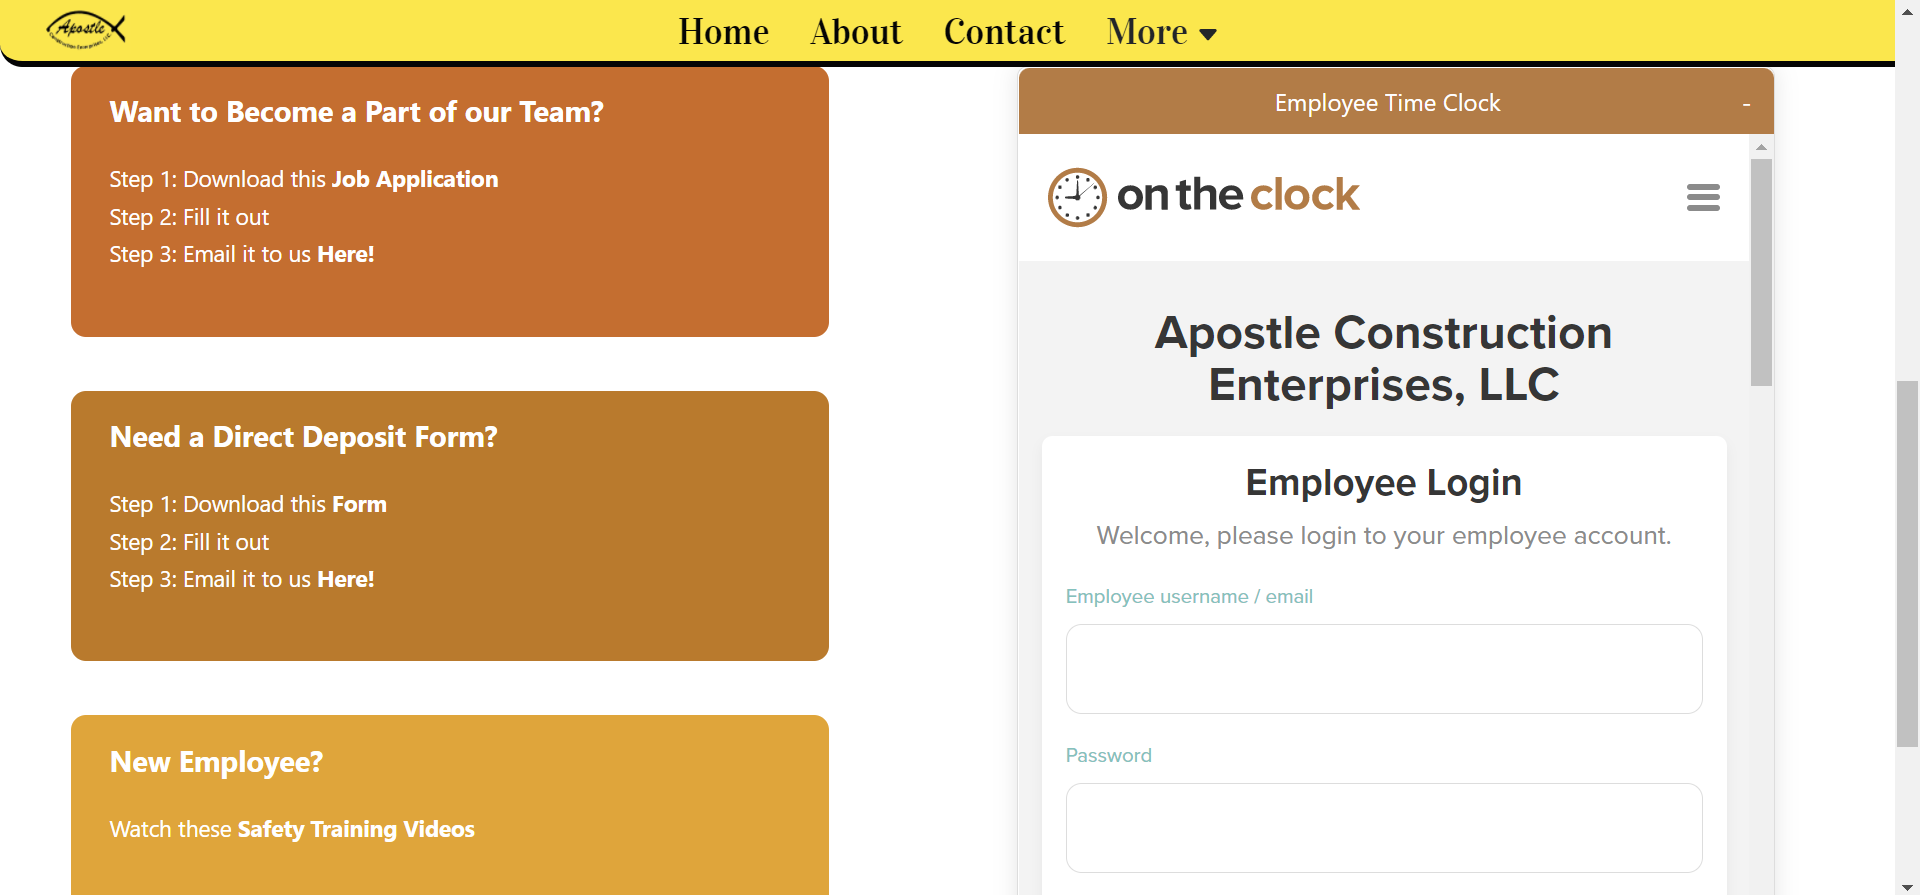 Apostle
Construction Enterprises, LLC
Home
About
Contact
More
Want to Become a Part of our Team?
Step 1: Download this Job Application
Step 2: Fill it out
Step 3: Email it to us Here!
Need a Direct Deposit Form?
Step 1: Download this Form
Step 2: Fill it out
Step 3: Email it to us Here!
New Employee?
Watch these Safety Training Videos
Employee Time Clock
-
on the clock
Apostle Construction
Enterprises, LLC
Employee Login
Welcome, please login to your employee account.
Employee username / email
Password